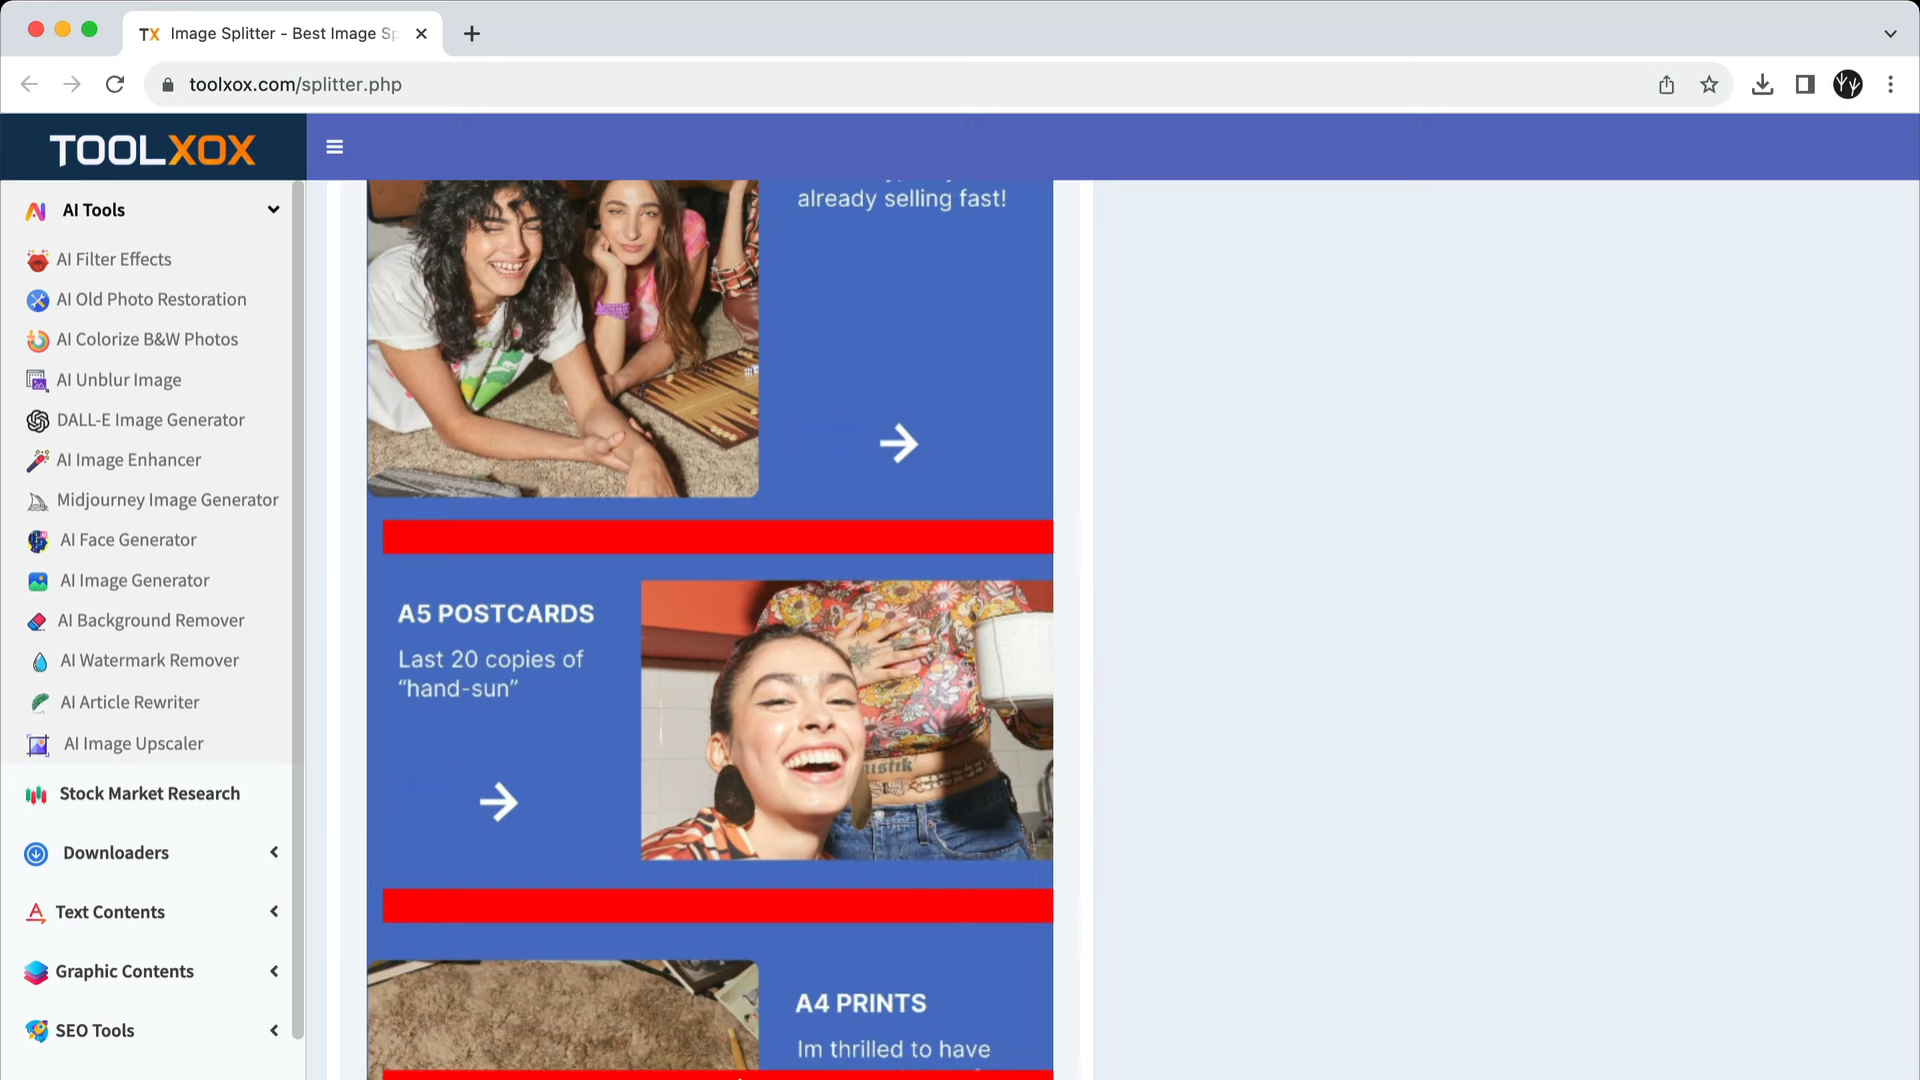 TX Image Splitter - Best Image Sp
toolxox.com/splitter.php
TOOLXOX
AI Tools
AI Filter Effects
AI Old Photo Restoration
AI Colorize B&W Photos
AI Unblur Image
DALL-E Image Generator
AI Image Enhancer
Midjourney Image Generator
AI Face Generator
AI Image Generator
AI Background Remover
AI Watermark Remover
AI Article Rewriter
AI Image Upscaler
Stock Market Research
Downloaders
Text Contents
Graphic Contents
SEO Tools
already selling fast!
A5 POSTCARDS
Last 20 copies of
“hand-sun”
A4 PRINTS
Im thrilled to have